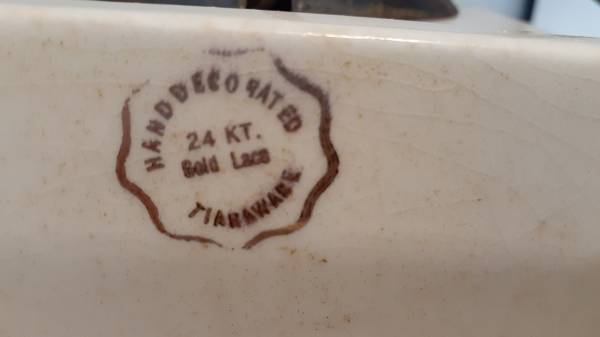 HAND DECORATED
24 KT.
Gold Lace
TIARAWARE